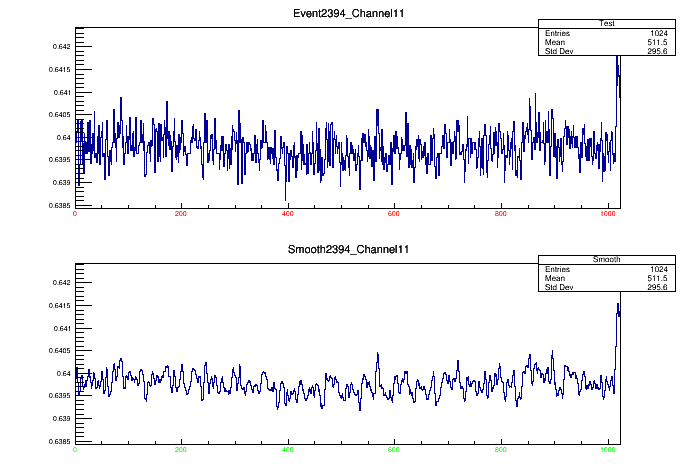 Event2394_Channel11
Test
Entries 1024
Mean 511.5
Std Dev 295.6
0.642
0.6415
0.641
0.6405
0.64
0.6395
0.639
0.6385
0 200 400 600 800 1000
Smooth2394_Channel11
Smooth
Entries 1024
Mean 511.5
Std Dev 295.6
0.642
0.6415
0.641
0.6405
0.64
0.6395
0.639
0.6385
0 200 400 600 800 1000